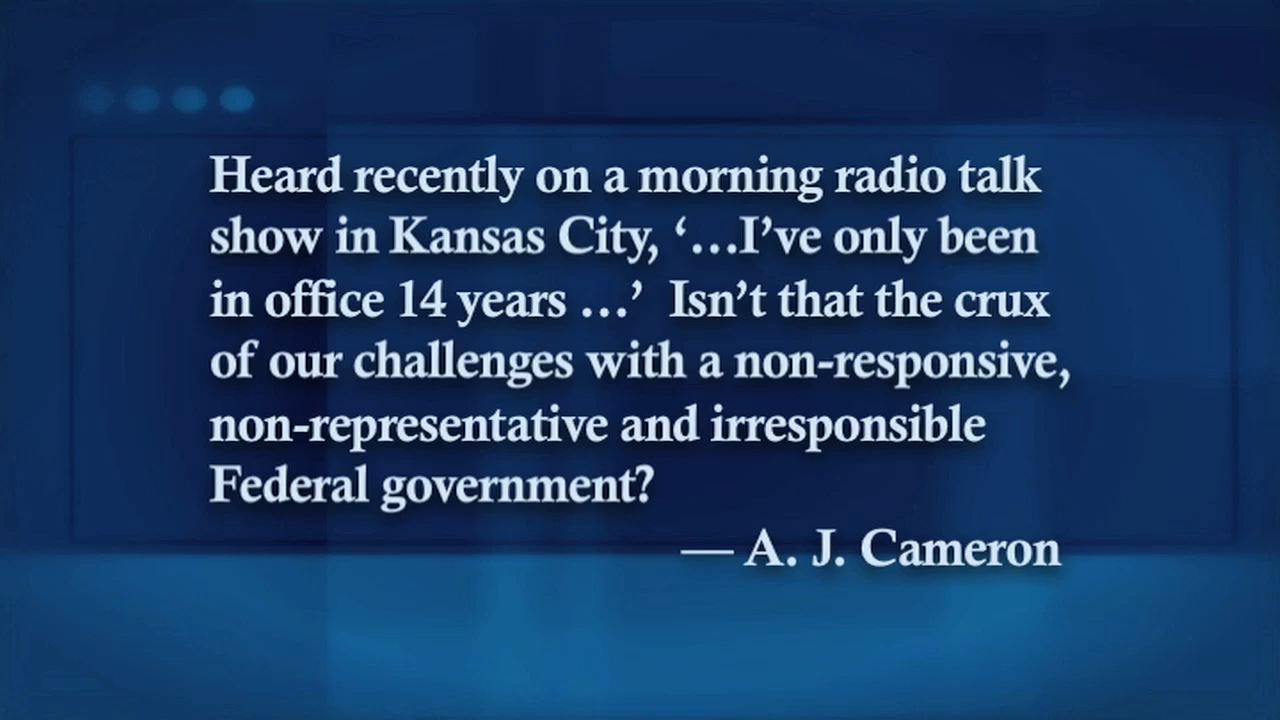 Heard recently on a morning radio talk
show in Kansas City, ‘…I’ve only been
in office 14 years …’  Isn’t that the crux
of our challenges with a non-responsive,
non-representative and irresponsible
Federal government?
— A. J. Cameron